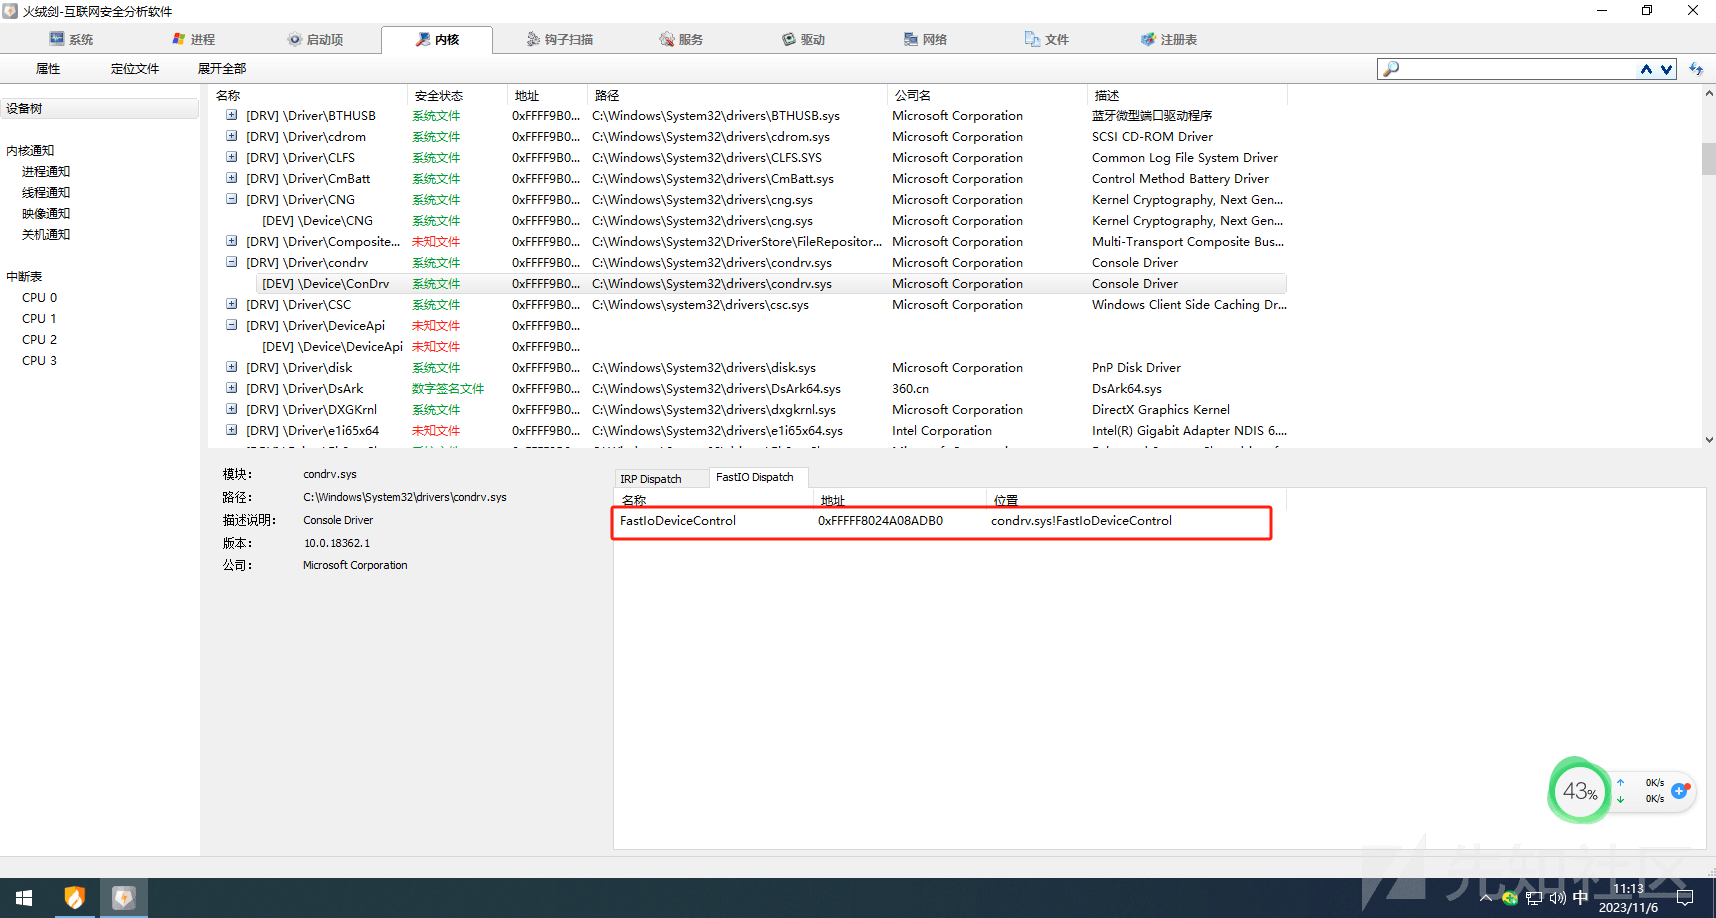 火绒剑-互联网安全分析软件
系统 进程 启动项 内核 钩子扫描 服务 驱动 网络 文件 注册表
属性 定位文件 展开全部
设备树
内核通知
进程通知
线程通知
映像通知
关机通知
中断表
CPU 0
CPU 1
CPU 2
CPU 3
名称 安全状态 地址 路径 公司名 描述
[DRV] \Driver\BTHUSB 系统文件 0xFFFF9B0... C:\Windows\System32\drivers\BTHUSB.sys Microsoft Corporation 蓝牙微型端口驱动程序
[DRV] \Driver\cdrom 系统文件 0xFFFF9B0... C:\Windows\System32\drivers\cdrom.sys Microsoft Corporation SCSI CD-ROM Driver
[DRV] \Driver\CLFS 系统文件 0xFFFF9B0... C:\Windows\System32\drivers\CLFS.SYS Microsoft Corporation Common Log File System Driver
[DRV] \Driver\CmBatt 系统文件 0xFFFF9B0... C:\Windows\System32\drivers\CmBatt.sys Microsoft Corporation Control Method Battery Driver
[DRV] \Driver\CNG 系统文件 0xFFFF9B0... C:\Windows\System32\drivers\cng.sys Microsoft Corporation Kernel Cryptography, Next Gen...
[DEV] \Device\CNG 系统文件 0xFFFF9B0... C:\Windows\System32\drivers\cng.sys Microsoft Corporation Kernel Cryptography, Next Gen...
[DRV] \Driver\Composite... 未知文件 0xFFFF9B0... C:\Windows\System32\DriverStore\FileRepositor... Microsoft Corporation Multi-Transport Composite Bus...
[DRV] \Driver\condrv 系统文件 0xFFFF9B0... C:\Windows\System32\drivers\condrv.sys Microsoft Corporation Console Driver
[DEV] \Device\ConDrv 系统文件 0xFFFF9B0... C:\Windows\System32\drivers\condrv.sys Microsoft Corporation Console Driver
[DRV] \Driver\CSC 系统文件 0xFFFF9B0... C:\Windows\system32\drivers\csc.sys Microsoft Corporation Windows Client Side Caching Dr...
[DRV] \Driver\DeviceApi 未知文件 0xFFFF9B0...
[DEV] \Device\DeviceApi 未知文件 0xFFFF9B0...
[DRV] \Driver\disk 系统文件 0xFFFF9B0... C:\Windows\System32\drivers\disk.sys Microsoft Corporation PnP Disk Driver
[DRV] \Driver\DsArk 数字签名文件 0xFFFF9B0... C:\Windows\System32\drivers\DsArk64.sys 360.cn DsArk64.sys
[DRV] \Driver\DXGKrnl 系统文件 0xFFFF9B0... C:\Windows\System32\drivers\dxgkrnl.sys Microsoft Corporation DirectX Graphics Kernel
[DRV] \Driver\e1i65x64 未知文件 0xFFFF9B0... C:\Windows\System32\drivers\e1i65x64.sys Intel Corporation Intel(R) Gigabit Adapter NDIS 6....
模块： condrv.sys
路径： C:\Windows\System32\drivers\condrv.sys
描述说明： Console Driver
版本： 10.0.18362.1
公司： Microsoft Corporation
IRP Dispatch FastIO Dispatch
名称 地址 位置
FastIoDeviceControl 0xFFFFF8024A08ADB0 condrv.sys!FastIoDeviceControl
43% 0K/s
0K/s
先知社区
中 11:13
2023/11/6